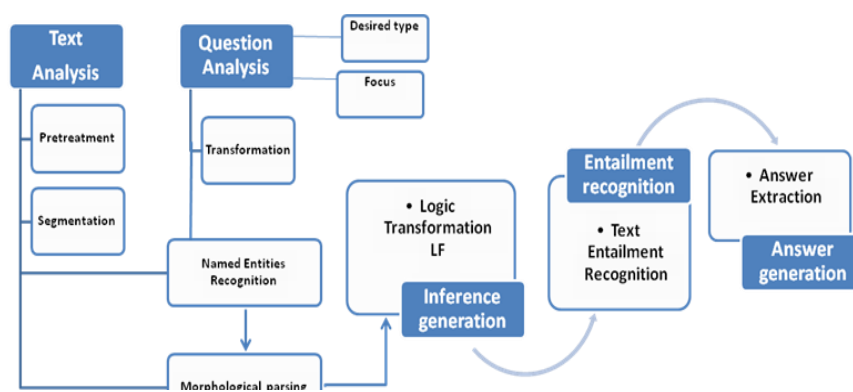 Text
Analysis
Question
Analysis
Desired type
Focus
Pretreatment
Transformation
Segmentation
Named Entities
Recognition
Morphological parsing
• Logic
Transformation
LF
Inference
generation
Entailment
recognition
• Text
Entailment
Recognition
• Answer
Extraction
Answer
generation